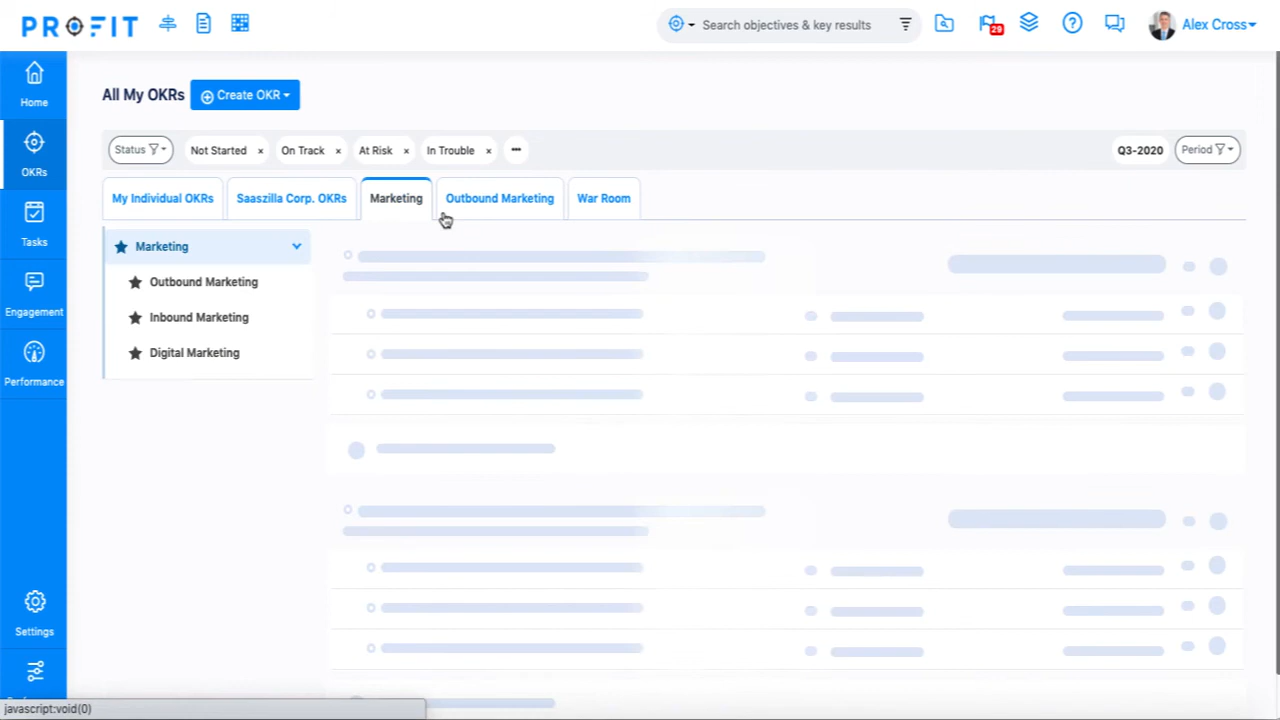 PROFIT
Search objectives & key results
29
Alex Cross
Home
OKRs
Tasks
Engagement
Performance
Settings
All My OKRs
Create OKR
Status
Not Started ×
On Track ×
At Risk ×
In Trouble ×
•••
Q3-2020
Period
My Individual OKRs
Saaszilla Corp. OKRs
Marketing
Outbound Marketing
War Room
Marketing
Outbound Marketing
Inbound Marketing
Digital Marketing
javascript:void(0)